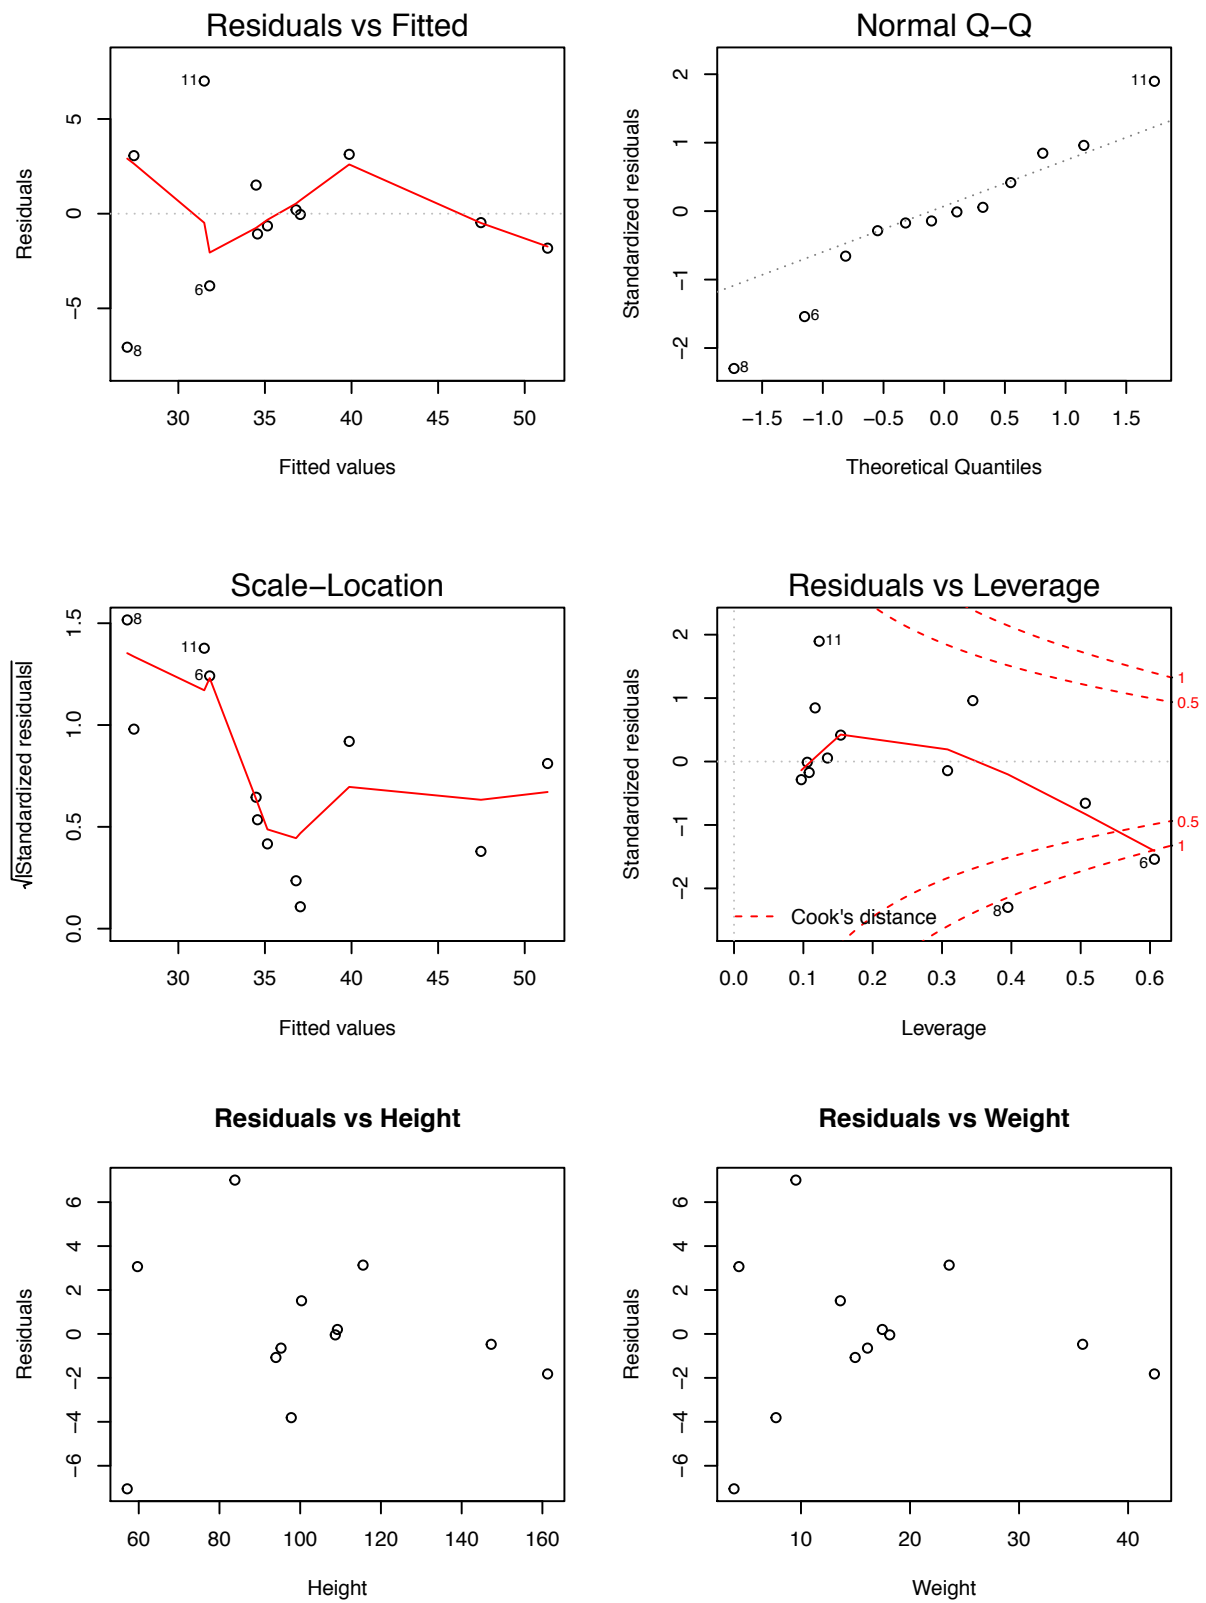 Residuals vs Fitted
Residuals
5
0
−5
11
6
8
30 35 40 45 50
Fitted values
Normal Q−Q
Standardized residuals
2
1
0
−1
−2
11
6
8
−1.5 −1.0 −0.5 0.0 0.5 1.0 1.5
Theoretical Quantiles
Scale−Location
√|Standardized residuals|
1.5
1.0
0.5
0.0
8
11
6
30 35 40 45 50
Fitted values
Residuals vs Leverage
Standardized residuals
2
1
0
−1
−2
11
1
0.5
0.5
1
6
8
Cook's distance
0.0 0.1 0.2 0.3 0.4 0.5 0.6
Leverage
Residuals vs Height
Residuals
6
4
2
0
−2
−4
−6
60 80 100 120 140 160
Height
Residuals vs Weight
Residuals
6
4
2
0
−2
−4
−6
10 20 30 40
Weight